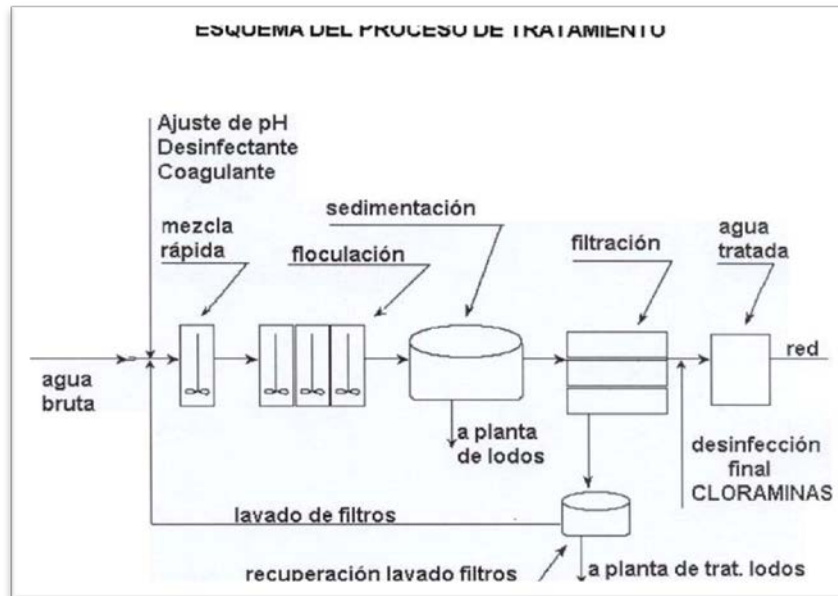 ESQUEMA DEL PROCESO DE TRATAMIENTO
Ajuste de pH
Desinfectante
Coagulante
sedimentación
mezcla
rápida
floculación
filtración
agua
tratada
agua
bruta
red
a planta
de lodos
desinfección
final
CLORAMINAS
lavado de filtros
recuperación lavado filtros
a planta de trat. lodos